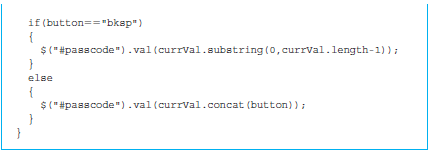 if(button=="bksp")
{
$("#passcode").val(currVal.substring(0,currVal.length-1));
}
else
{
$("#passcode").val(currVal.concat(button));
}
}